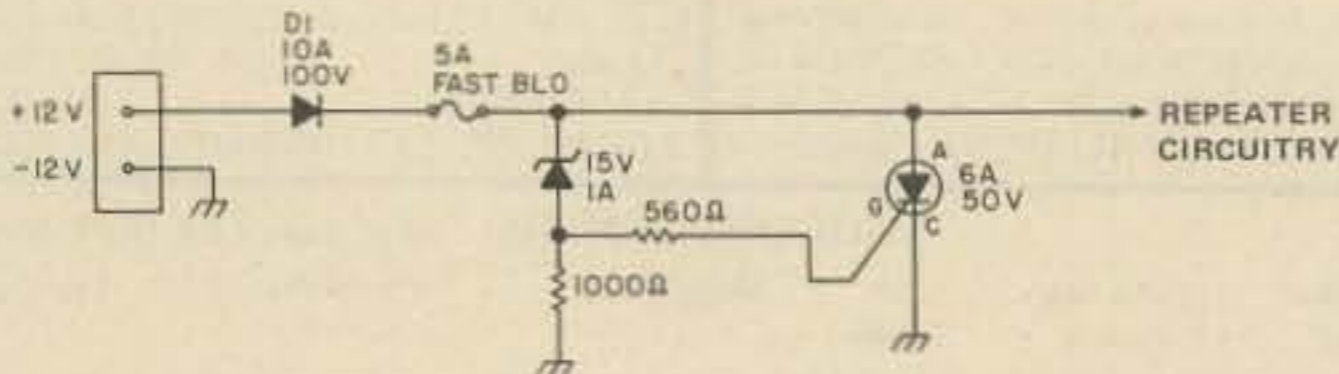 D1
10A
100V
5A
FAST BLO
+12V
-12V
15V
1A
560Ω
1000Ω
A
G
C
6A
50V
REPEATER
CIRCUITRY